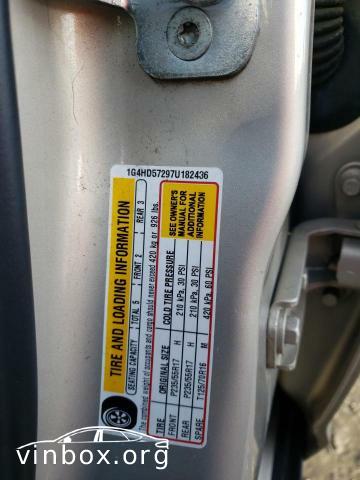 1G4HD57297U182436
TIRE AND LOADING INFORMATION
SEATING CAPACITY TOTAL 5 FRONT 2 REAR 3
The combined weight of occupants and cargo should never exceed 420 kg or 926 lbs.
TIRE ORIGINAL SIZE COLD TIRE PRESSURE
FRONT P235/55R17 H 210 kPa, 30 PSI
REAR P235/55R17 H 210 kPa, 30 PSI
SPARE T125/70R16 M 420 kPa, 60 PSI
SEE OWNER'S
MANUAL FOR
ADDITIONAL
INFORMATION
vinbox.org